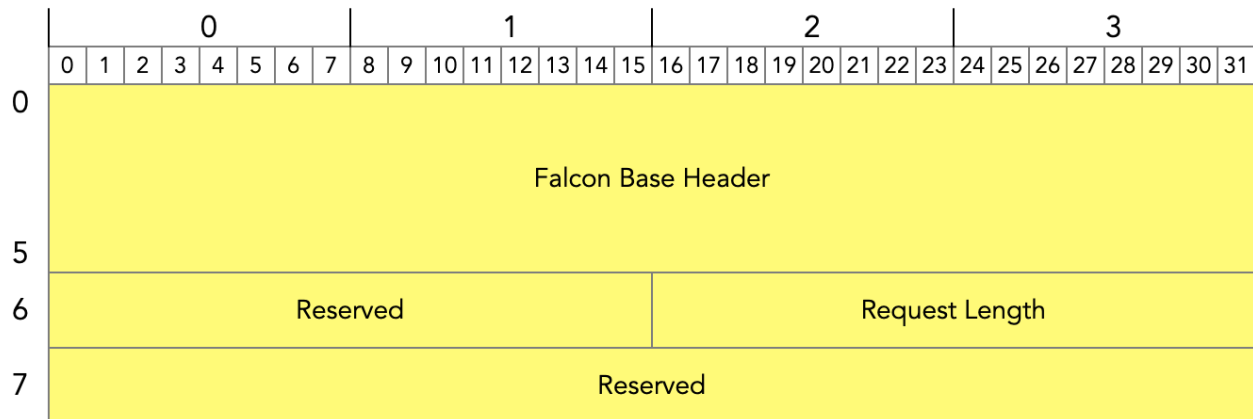 0 1 2 3
0 1 2 3 4 5 6 7 8 9 10 11 12 13 14 15 16 17 18 19 20 21 22 23 24 25 26 27 28 29 30 31
0
Falcon Base Header
5
6 Reserved Request Length
7 Reserved